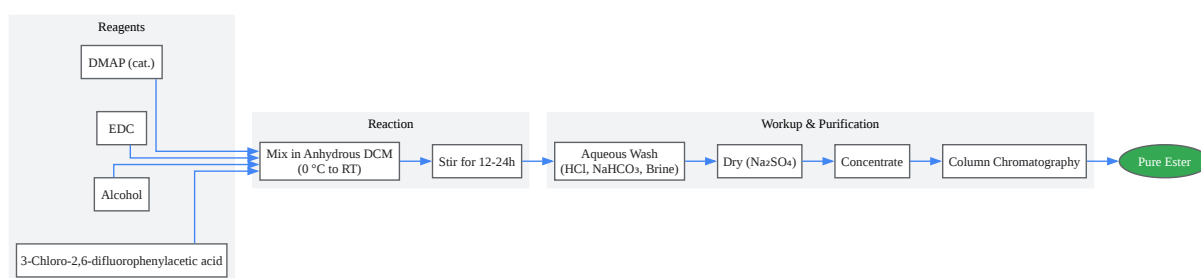 Reagents
DMAP (cat.)
EDC
Alcohol
3-Chloro-2,6-difluorophenylacetic acid
Reaction
Mix in Anhydrous DCM
(0 °C to RT)
Stir for 12-24h
Workup & Purification
Aqueous Wash
(HCl, NaHCO₃, Brine)
Dry (Na₂SO₄)
Concentrate
Column Chromatography
Pure Ester